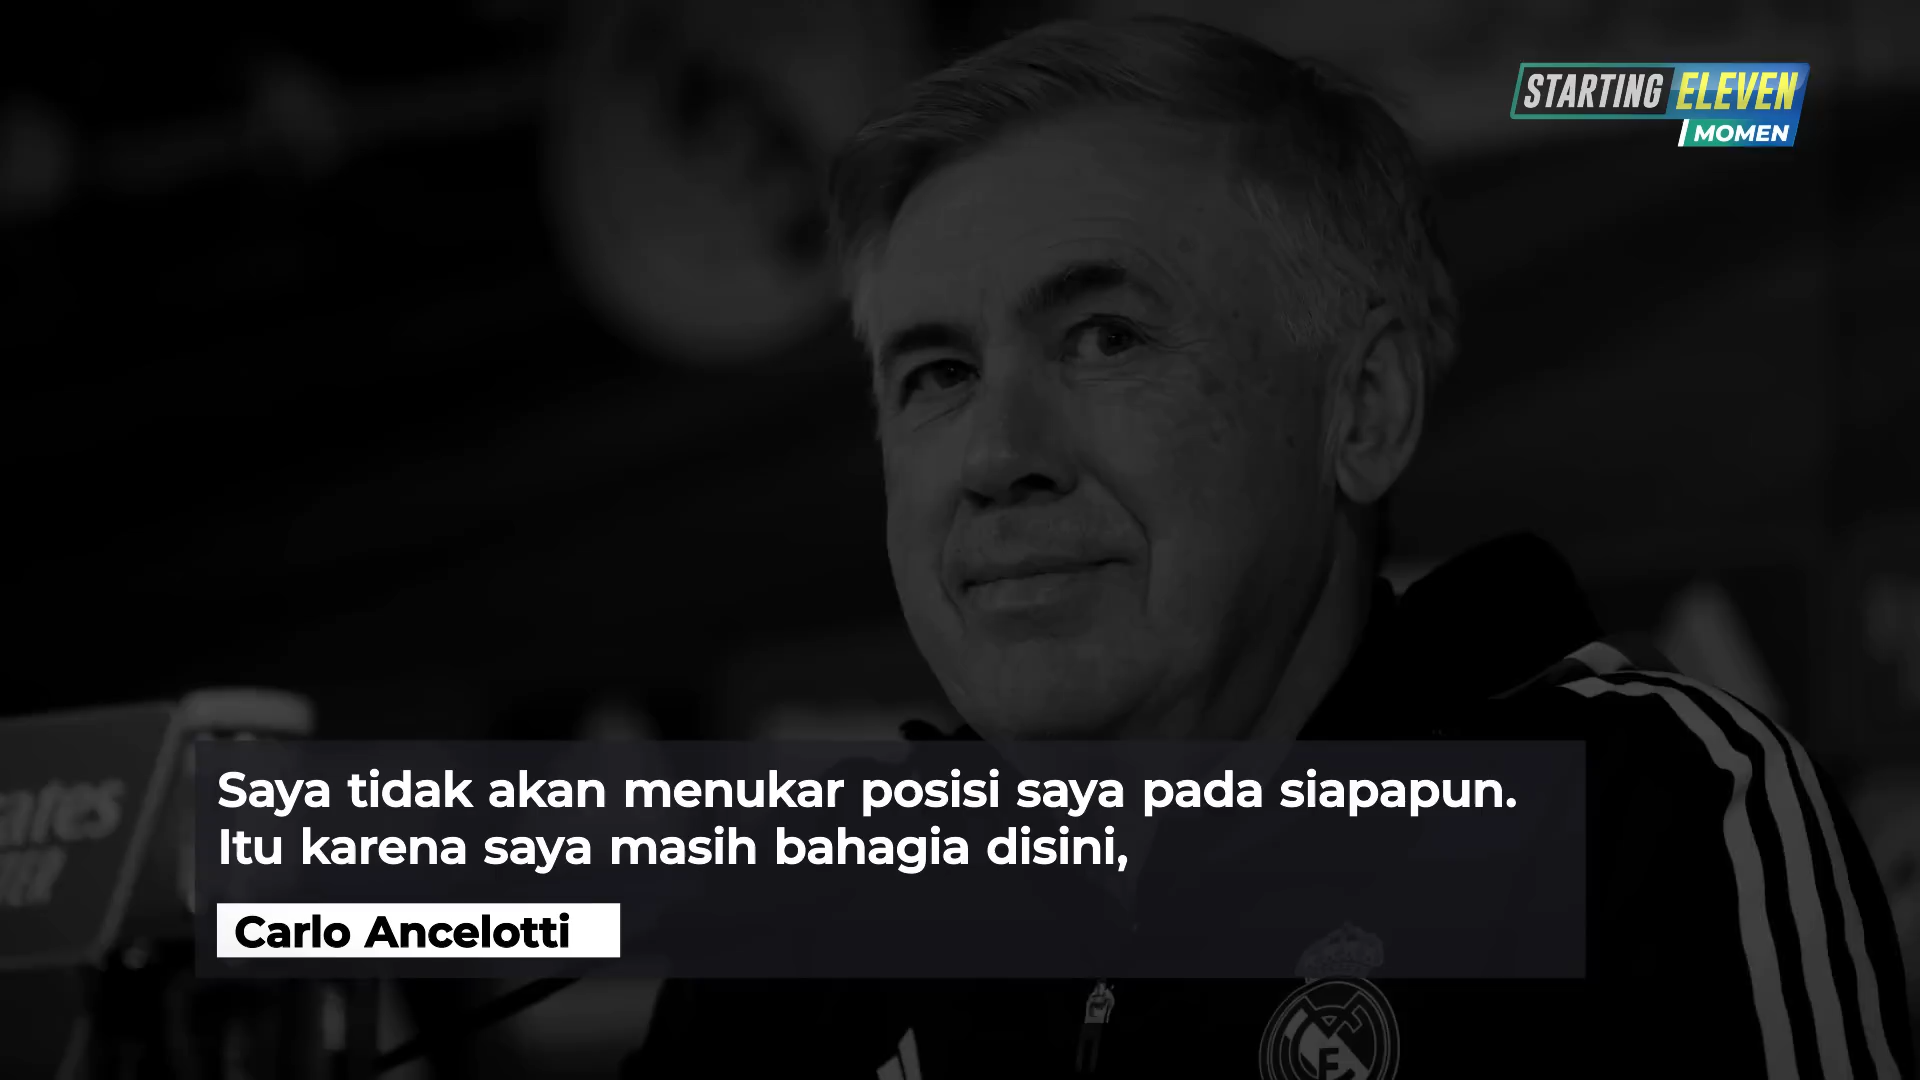 STARTING ELEVEN
MOMEN
Saya tidak akan menukar posisi saya pada siapapun.
Itu karena saya masih bahagia disini,
Carlo Ancelotti